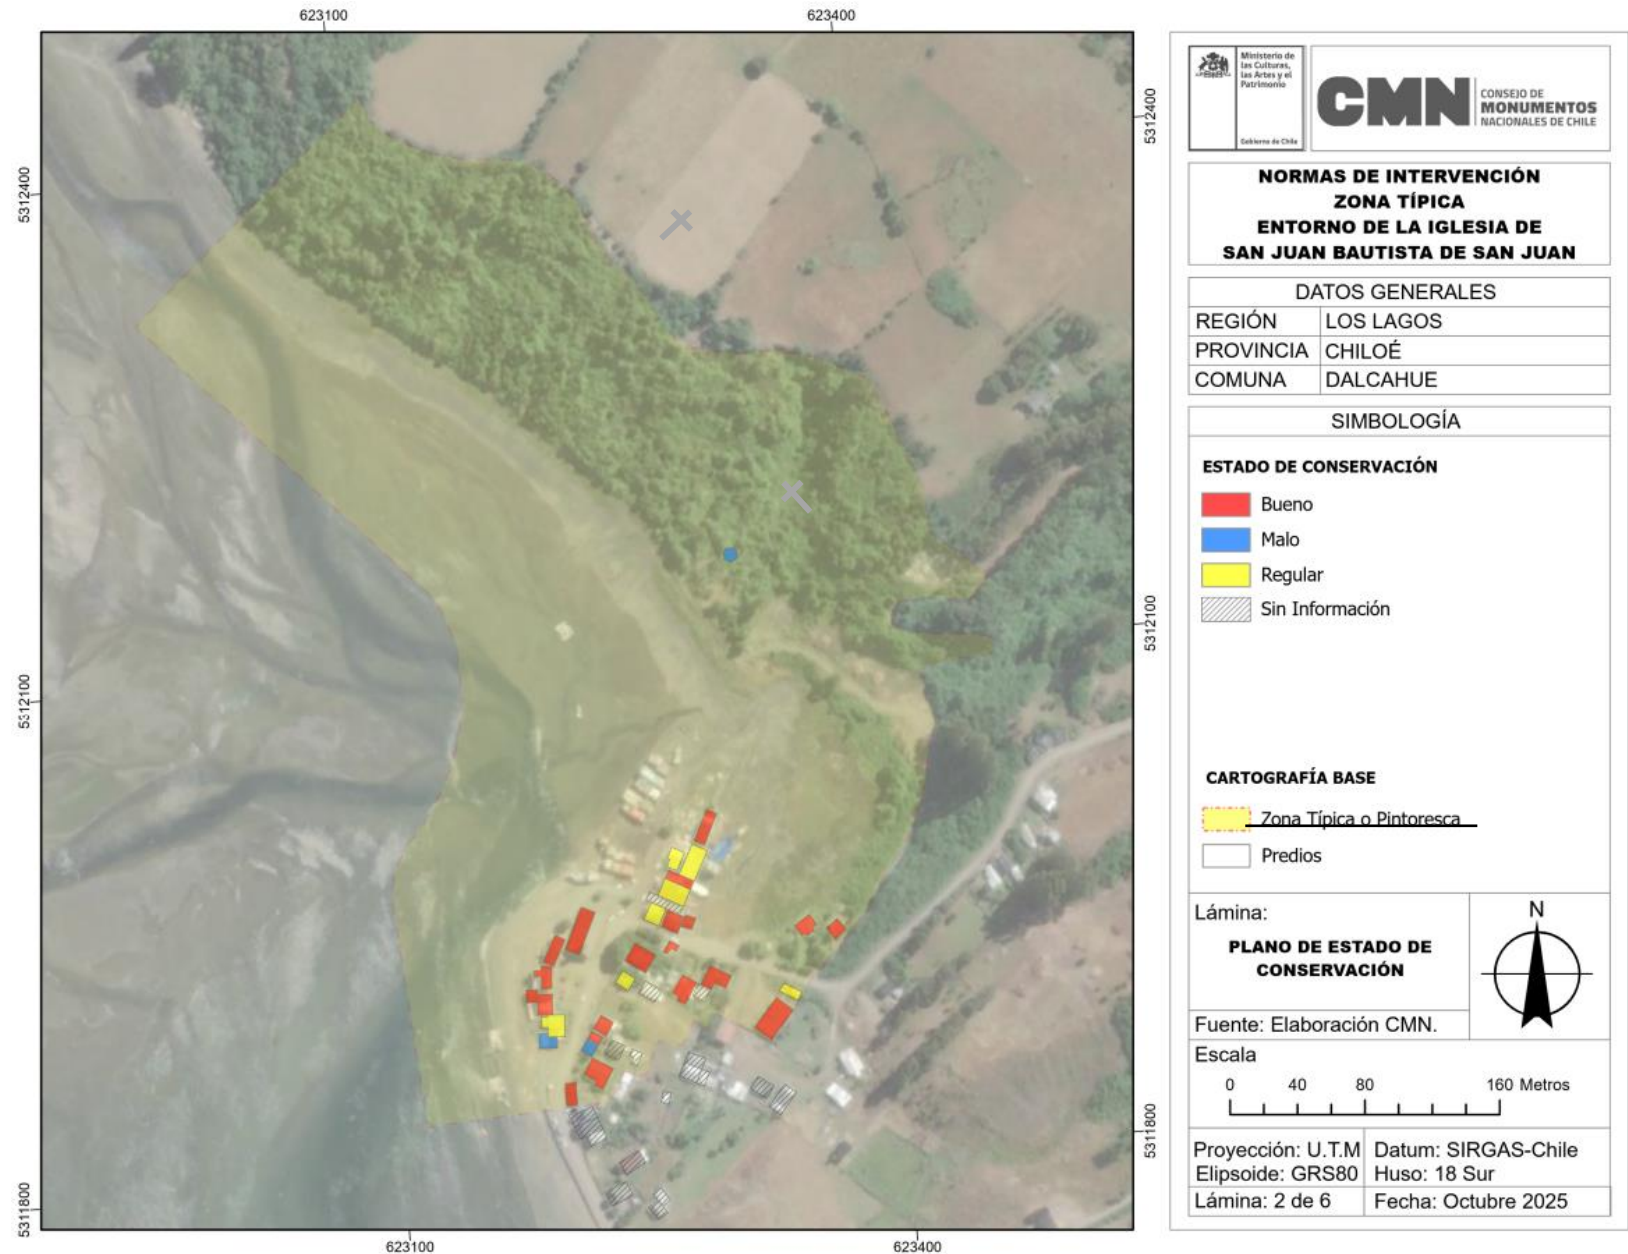 623100
623400
5312400
5312400
5312100
5312100
5311800
5311800
623100
623400
Ministerio de
las Culturas,
las Artes y el
Patrimonio
Gobierno de Chile
CMN
CONSEJO DE
MONUMENTOS
NACIONALES DE CHILE
NORMAS DE INTERVENCIÓN
ZONA TÍPICA
ENTORNO DE LA IGLESIA DE
SAN JUAN BAUTISTA DE SAN JUAN
DATOS GENERALES
REGIÓN LOS LAGOS
PROVINCIA CHILOÉ
COMUNA DALCAHUE
SIMBOLOGÍA
ESTADO DE CONSERVACIÓN
Bueno
Malo
Regular
Sin Información
CARTOGRAFÍA BASE
Zona Típica o Pintoresca
Predios
Lámina:
PLANO DE ESTADO DE
CONSERVACIÓN
N
Fuente: Elaboración CMN.
Escala
0 40 80 160 Metros
Proyección: U.T.M Datum: SIRGAS-Chile
Elipsoide: GRS80 Huso: 18 Sur
Lámina: 2 de 6 Fecha: Octubre 2025